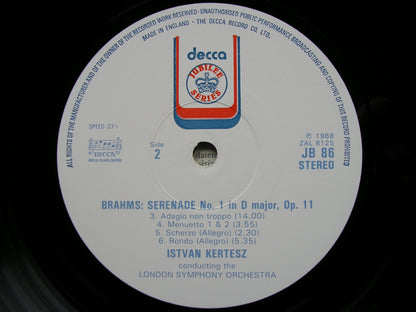 ALL RIGHTS OF THE MANUFACTURER AND OF THE OWNER OF THE RECORDED WORK RESERVED · UNAUTHORISED PUBLIC PERFORMANCE BROADCASTING AND COPYING OF THIS RECORD PROHIBITED
MADE IN ENGLAND · THE DECCA RECORD CO. LTD.
decca
JUBILEE
SERIES
SPEED 33⅓
DECCA
Side
2
℗ 1968
ZAL 8125
JB 86
STEREO
BRAHMS: SERENADE No. 1 in D major, Op. 11
3. Adagio non troppo (14.00)
4. Menuetto 1 & 2 (3.55)
5. Scherzo (Allegro) (2.30)
6. Rondo (Allegro) (5.35)
ISTVAN KERTESZ
conducting the
LONDON SYMPHONY ORCHESTRA